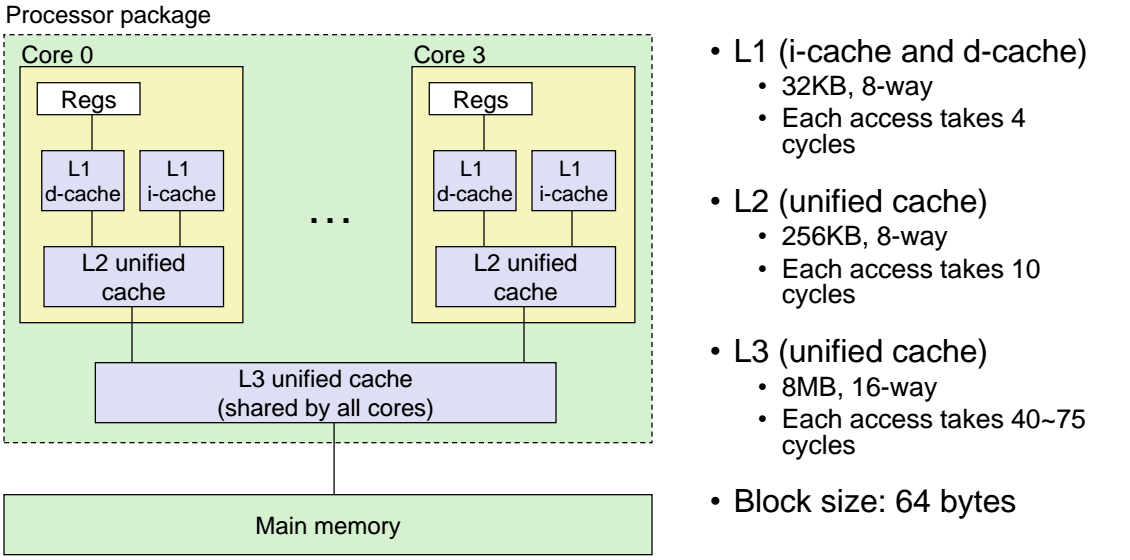 Processor package
Core 0
Regs
L1
d-cache
L1
i-cache
L2 unified
cache
...
Core 3
Regs
L1
d-cache
L1
i-cache
L2 unified
cache
L3 unified cache
(shared by all cores)
Main memory
• L1 (i-cache and d-cache)
• 32KB, 8-way
• Each access takes 4
cycles
• L2 (unified cache)
• 256KB, 8-way
• Each access takes 10
cycles
• L3 (unified cache)
• 8MB, 16-way
• Each access takes 40~75
cycles
• Block size: 64 bytes